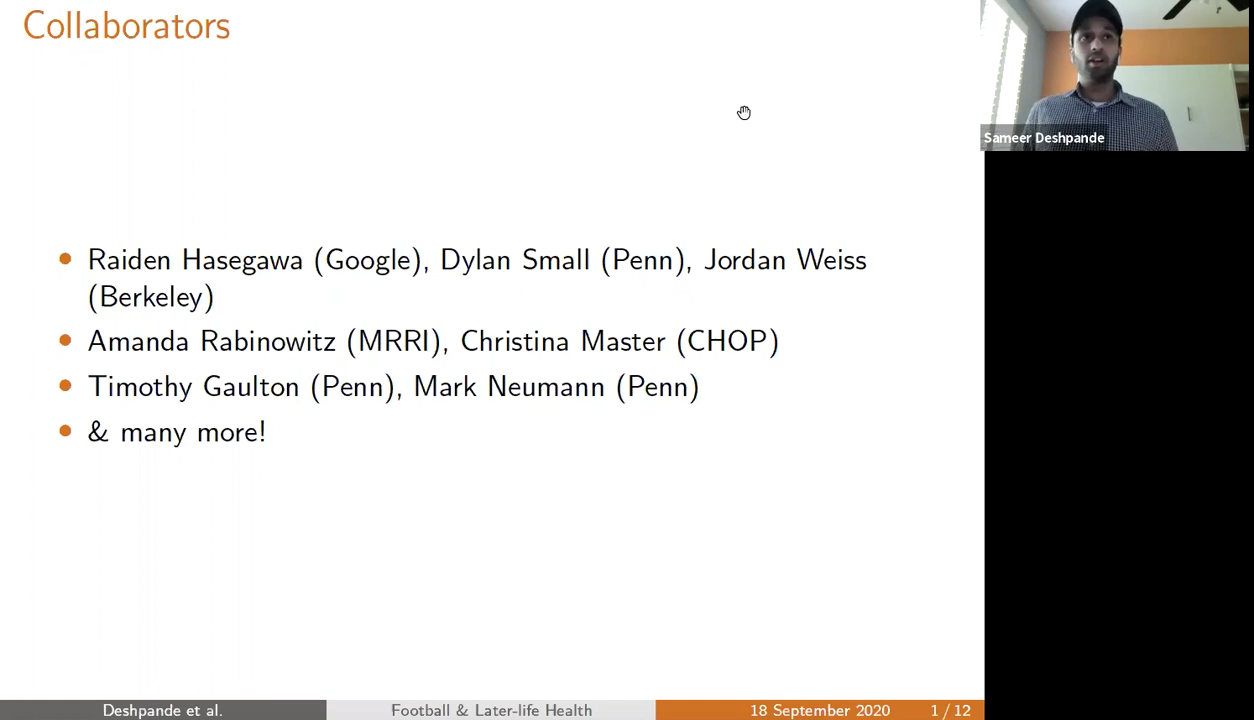 Collaborators
Sameer Deshpande
• Raiden Hasegawa (Google), Dylan Small (Penn), Jordan Weiss
(Berkeley)
• Amanda Rabinowitz (MRRI), Christina Master (CHOP)
• Timothy Gaulton (Penn), Mark Neumann (Penn)
• & many more!
Deshpande et al. Football & Later-life Health 18 September 2020 1 / 12